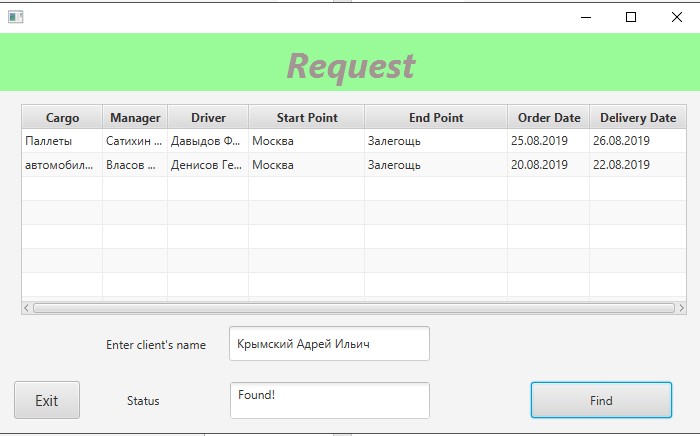 Request
Cargo Manager Driver Start Point End Point Order Date Delivery Date
Паллеты Сатихин ... Давыдов Ф... Москва Залегощь 25.08.2019 26.08.2019
автомобил... Власов ... Денисов Ге... Москва Залегощь 20.08.2019 22.08.2019
Enter client's name Крымский Адрей Ильич
Exit Status Found! Find